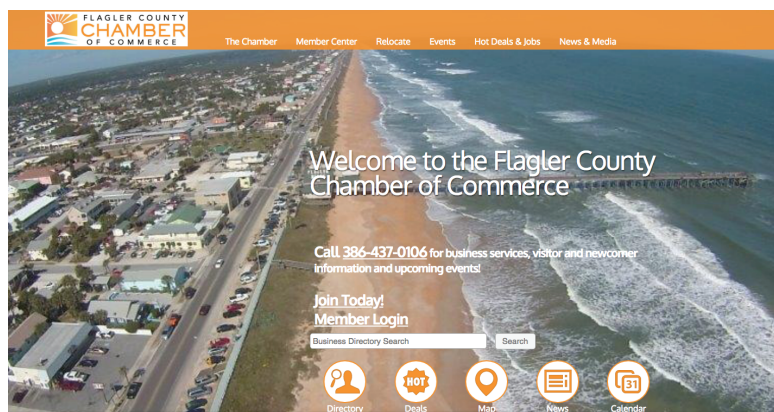 FLAGLER COUNTY
CHAMBER
OF COMMERCE
The Chamber Member Center Relocate Events Hot Deals & Jobs News & Media
Welcome to the Flagler County
Chamber of Commerce
Call 386-437-0106 for business services, visitor and newcomer
information and upcoming events!
Join Today!
Member Login
Business Directory Search Search
HOT 31
Directory Deals Map News Calendar